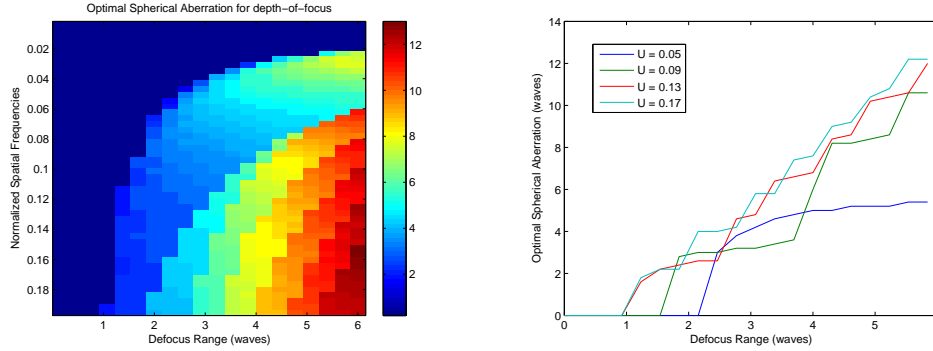 Optimal Spherical Aberration for depth−of−focus
Normalized Spatial Frequencies
0.02
0.04
0.06
0.08
0.1
0.12
0.14
0.16
0.18
1 2 3 4 5 6
Defocus Range (waves)
12
10
8
6
4
2
Optimal Spherical Aberration (waves)
14
12
10
8
6
4
2
0
0 1 2 3 4 5
Defocus Range (waves)
U = 0.05
U = 0.09
U = 0.13
U = 0.17